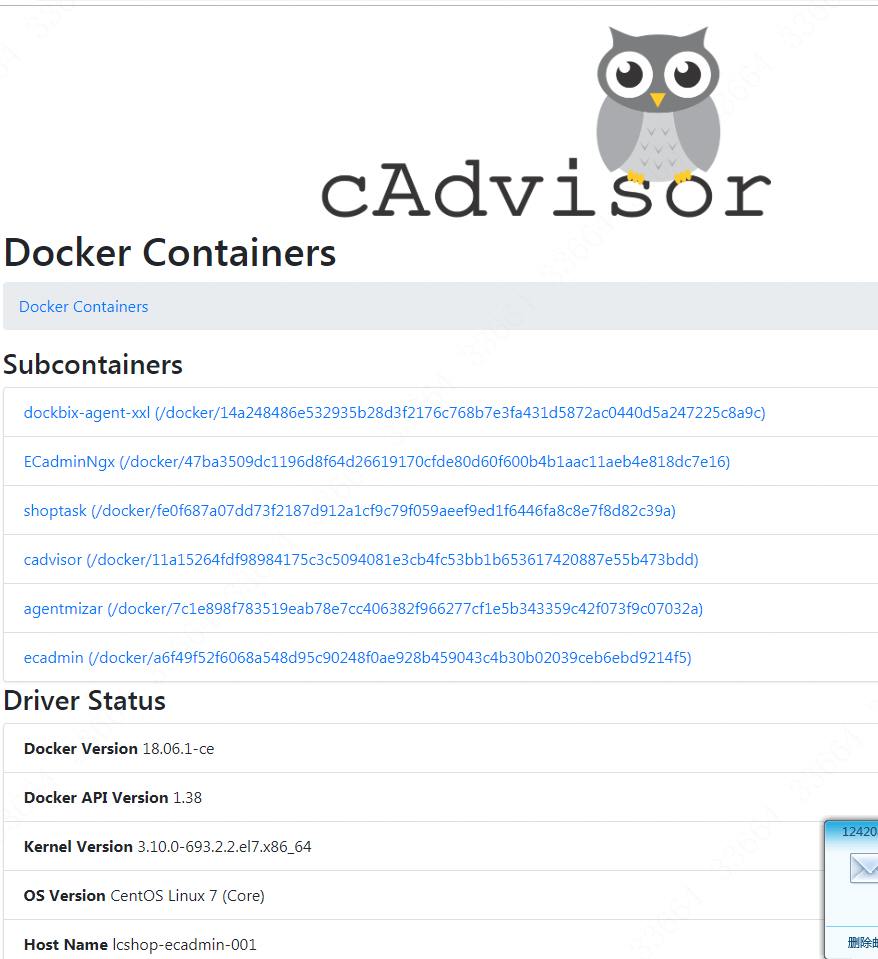 cAdvisor
Docker Containers
Docker Containers
Subcontainers
dockbix-agent-xxl (/docker/14a248486e532935b28d3f2176c768b7e3fa431d5872ac0440d5a247225c8a9c)
ECadminNgx (/docker/47ba3509dc1196d8f64d26619170cfde80d60f600b4b1aac11aeb4e818dc7e16)
shoptask (/docker/fe0f687a07dd73f2187d912a1cf9c79f059aeef9ed1f6446fa8c8e7f8d82c39a)
cadvisor (/docker/11a15264fdf98984175c3c5094081e3cb4fc53bb1b653617420887e55b473bdd)
agentmizar (/docker/7c1e898f783519eab78e7cc406382f966277cf1e5b343359c42f073f9c07032a)
ecadmin (/docker/a6f49f52f6068a548d95c90248f0ae928b459043c4b30b02039ceb6ebd9214f5)
Driver Status
Docker Version 18.06.1-ce
Docker API Version 1.38
Kernel Version 3.10.0-693.2.2.el7.x86_64
12420
OS Version CentOS Linux 7 (Core)
Host Name lcshop-ecadmin-001
删除